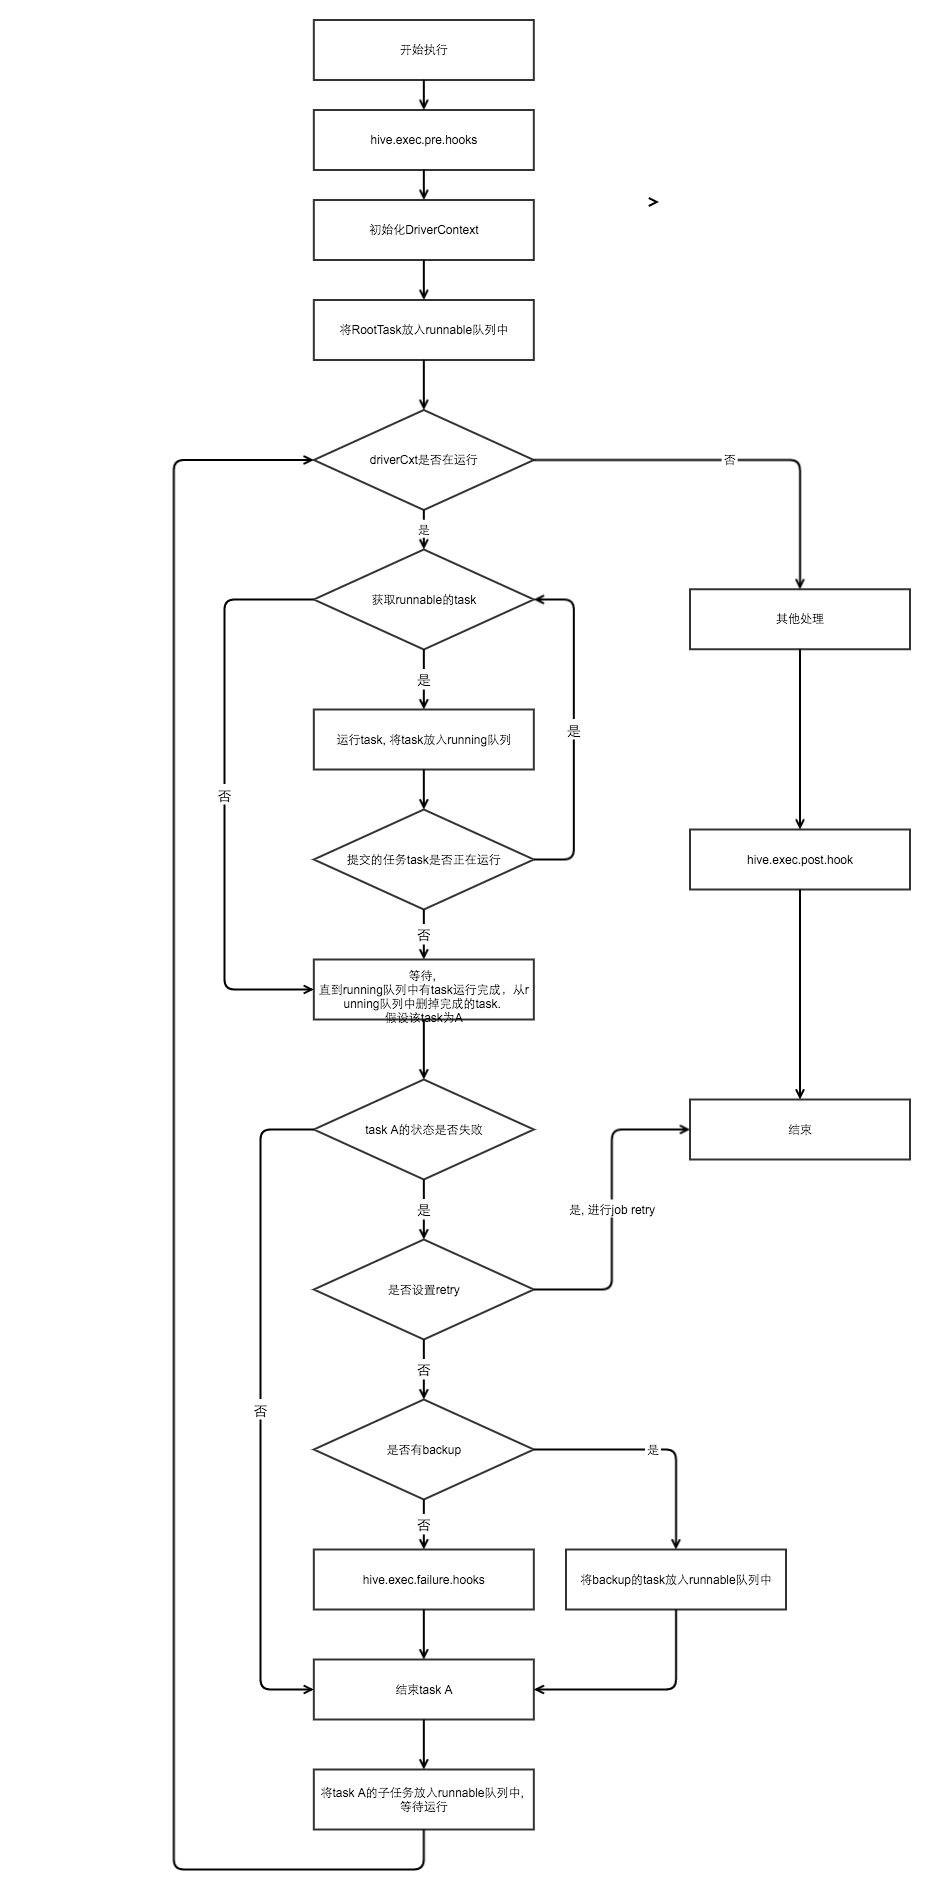 开始执行
hive.exec.pre.hooks
初始化DriverContext
将RootTask放入runnable队列中
driverCxt是否在运行
否
是
获取runnable的task
其他处理
是
运行task, 将task放入running队列
是
否
提交的任务task是否正在运行
hive.exec.post.hook
否
等待,
直到running队列中有task运行完成，从r
unning队列中删掉完成的task.
假设该task为A
task A的状态是否失败
结束
是
是, 进行job retry
是否设置retry
否
否
是否有backup
是
否
hive.exec.failure.hooks
将backup的task放入runnable队列中
结束task A
将task A的子任务放入runnable队列中,
等待运行